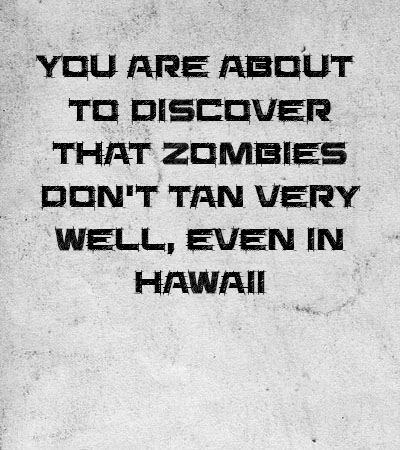 YOU ARE ABOUT
TO DISCOVER
THAT ZOMBIES
DON'T TAN VERY
WELL, EVEN IN
HAWAII